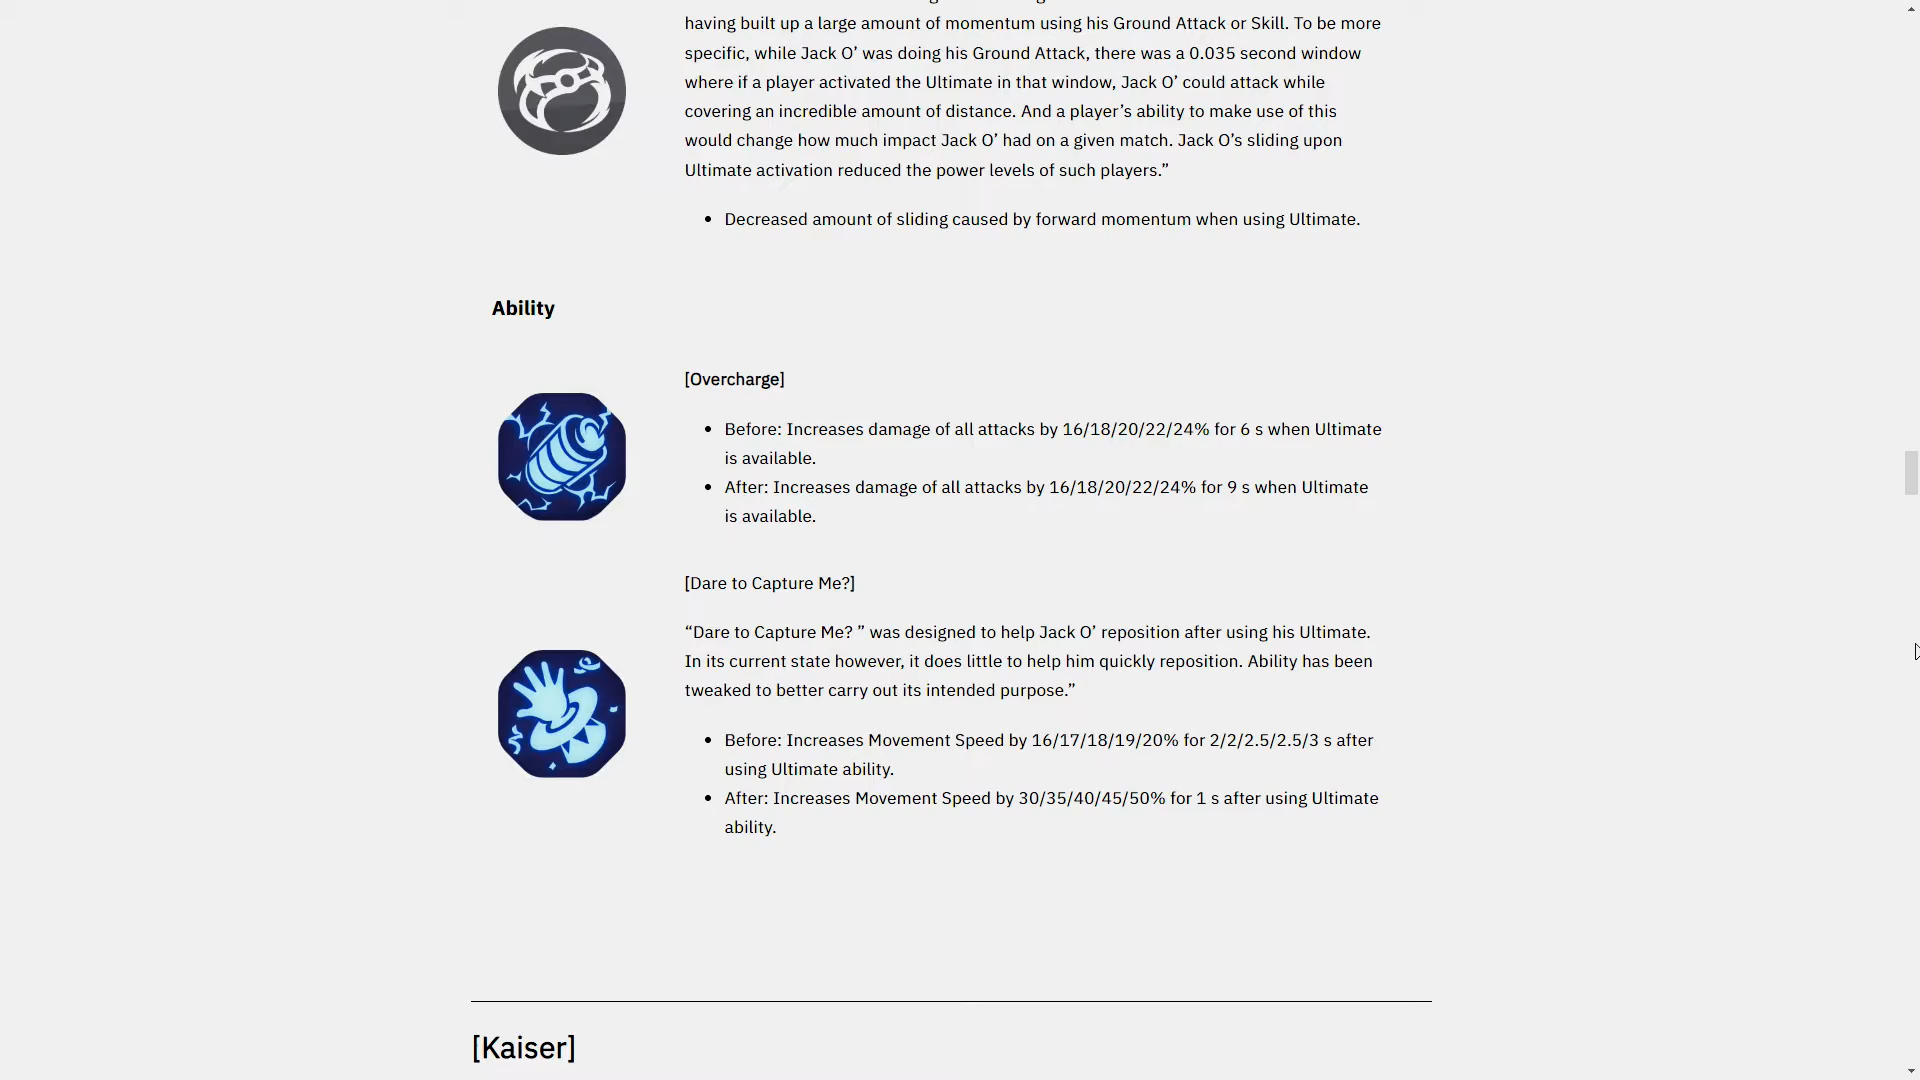 having built up a large amount of momentum using his Ground Attack or Skill. To be more
specific, while Jack O’ was doing his Ground Attack, there was a 0.035 second window
where if a player activated the Ultimate in that window, Jack O’ could attack while
covering an incredible amount of distance. And a player’s ability to make use of this
would change how much impact Jack O’ had on a given match. Jack O’s sliding upon
Ultimate activation reduced the power levels of such players.”
• Decreased amount of sliding caused by forward momentum when using Ultimate.
Ability
[Overcharge]
• Before: Increases damage of all attacks by 16/18/20/22/24% for 6 s when Ultimate
is available.
• After: Increases damage of all attacks by 16/18/20/22/24% for 9 s when Ultimate
is available.
[Dare to Capture Me?]
“Dare to Capture Me? ” was designed to help Jack O’ reposition after using his Ultimate.
In its current state however, it does little to help him quickly reposition. Ability has been
tweaked to better carry out its intended purpose.”
• Before: Increases Movement Speed by 16/17/18/19/20% for 2/2/2.5/2.5/3 s after
using Ultimate ability.
• After: Increases Movement Speed by 30/35/40/45/50% for 1 s after using Ultimate
ability.
[Kaiser]